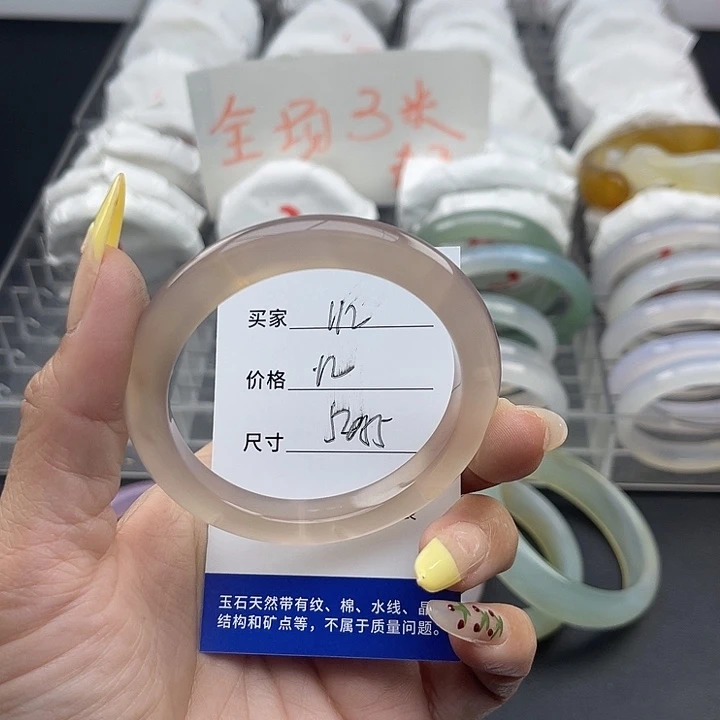 全场3米
买家 112
价格 12
尺寸
玉石天然带有纹、棉、水线、晶
结构和矿点等，不属于质量问题。